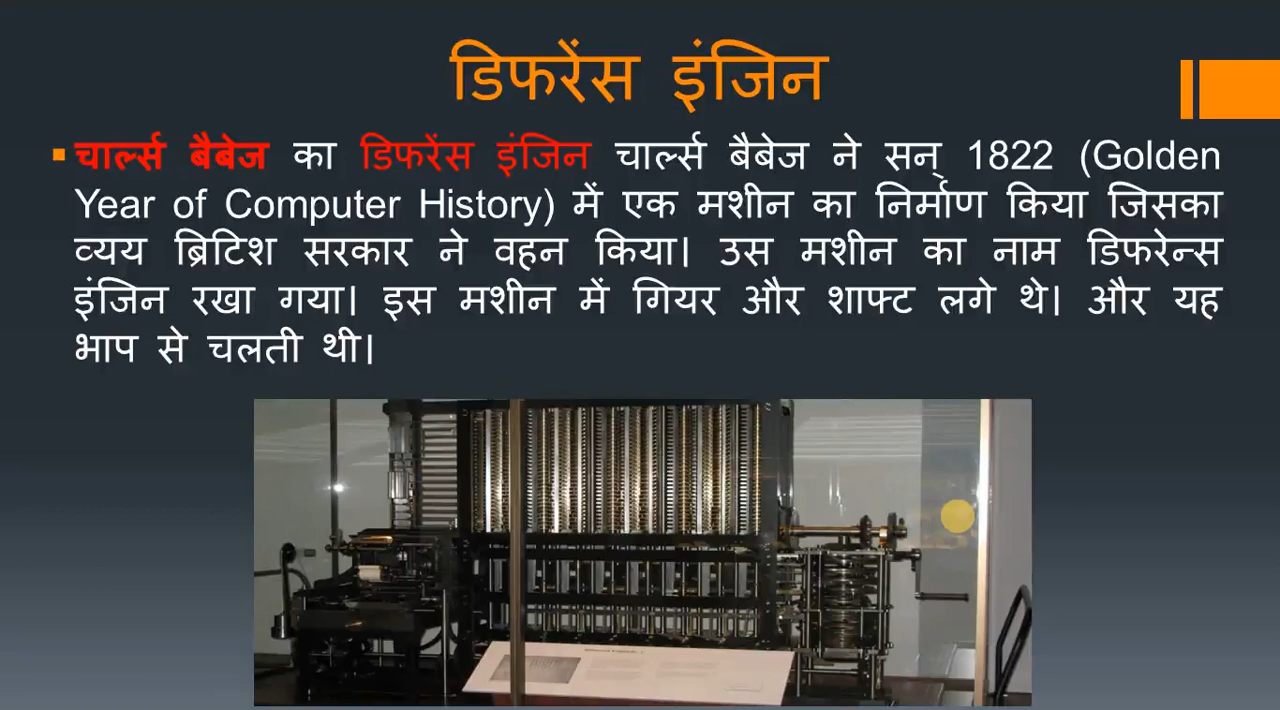 डिफरेंस इंजिन
चार्ल्स बैबेज का डिफरेंस इंजिन चार्ल्स बैबेज ने सन् 1822 (Golden
Year of Computer History) में एक मशीन का निर्माण किया जिसका
व्यय ब्रिटिश सरकार ने वहन किया। उस मशीन का नाम डिफरेन्स
इंजिन रखा गया। इस मशीन में गियर और शाफ्ट लगे थे। और यह
भाप से चलती थी।